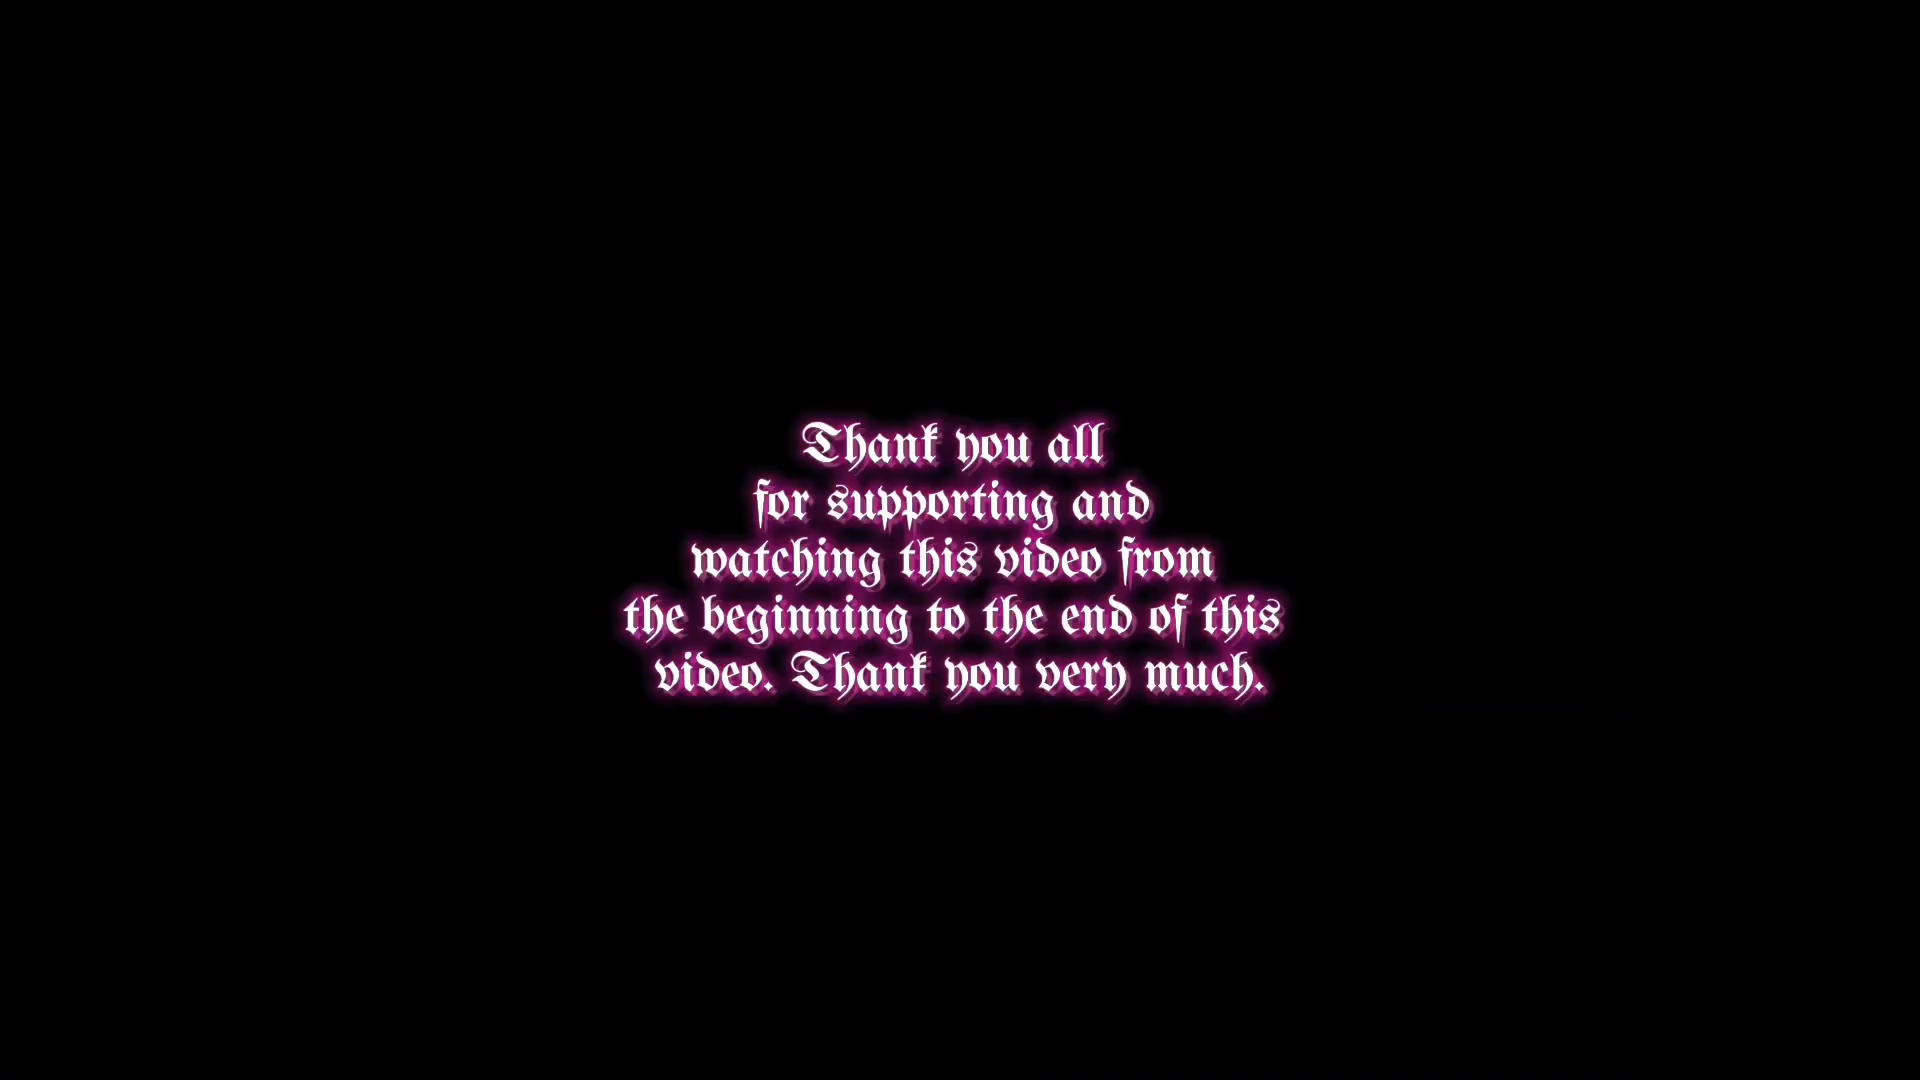 Thank you all
for supporting and
watching this video from
the beginning to the end of this
video. Thank you very much.